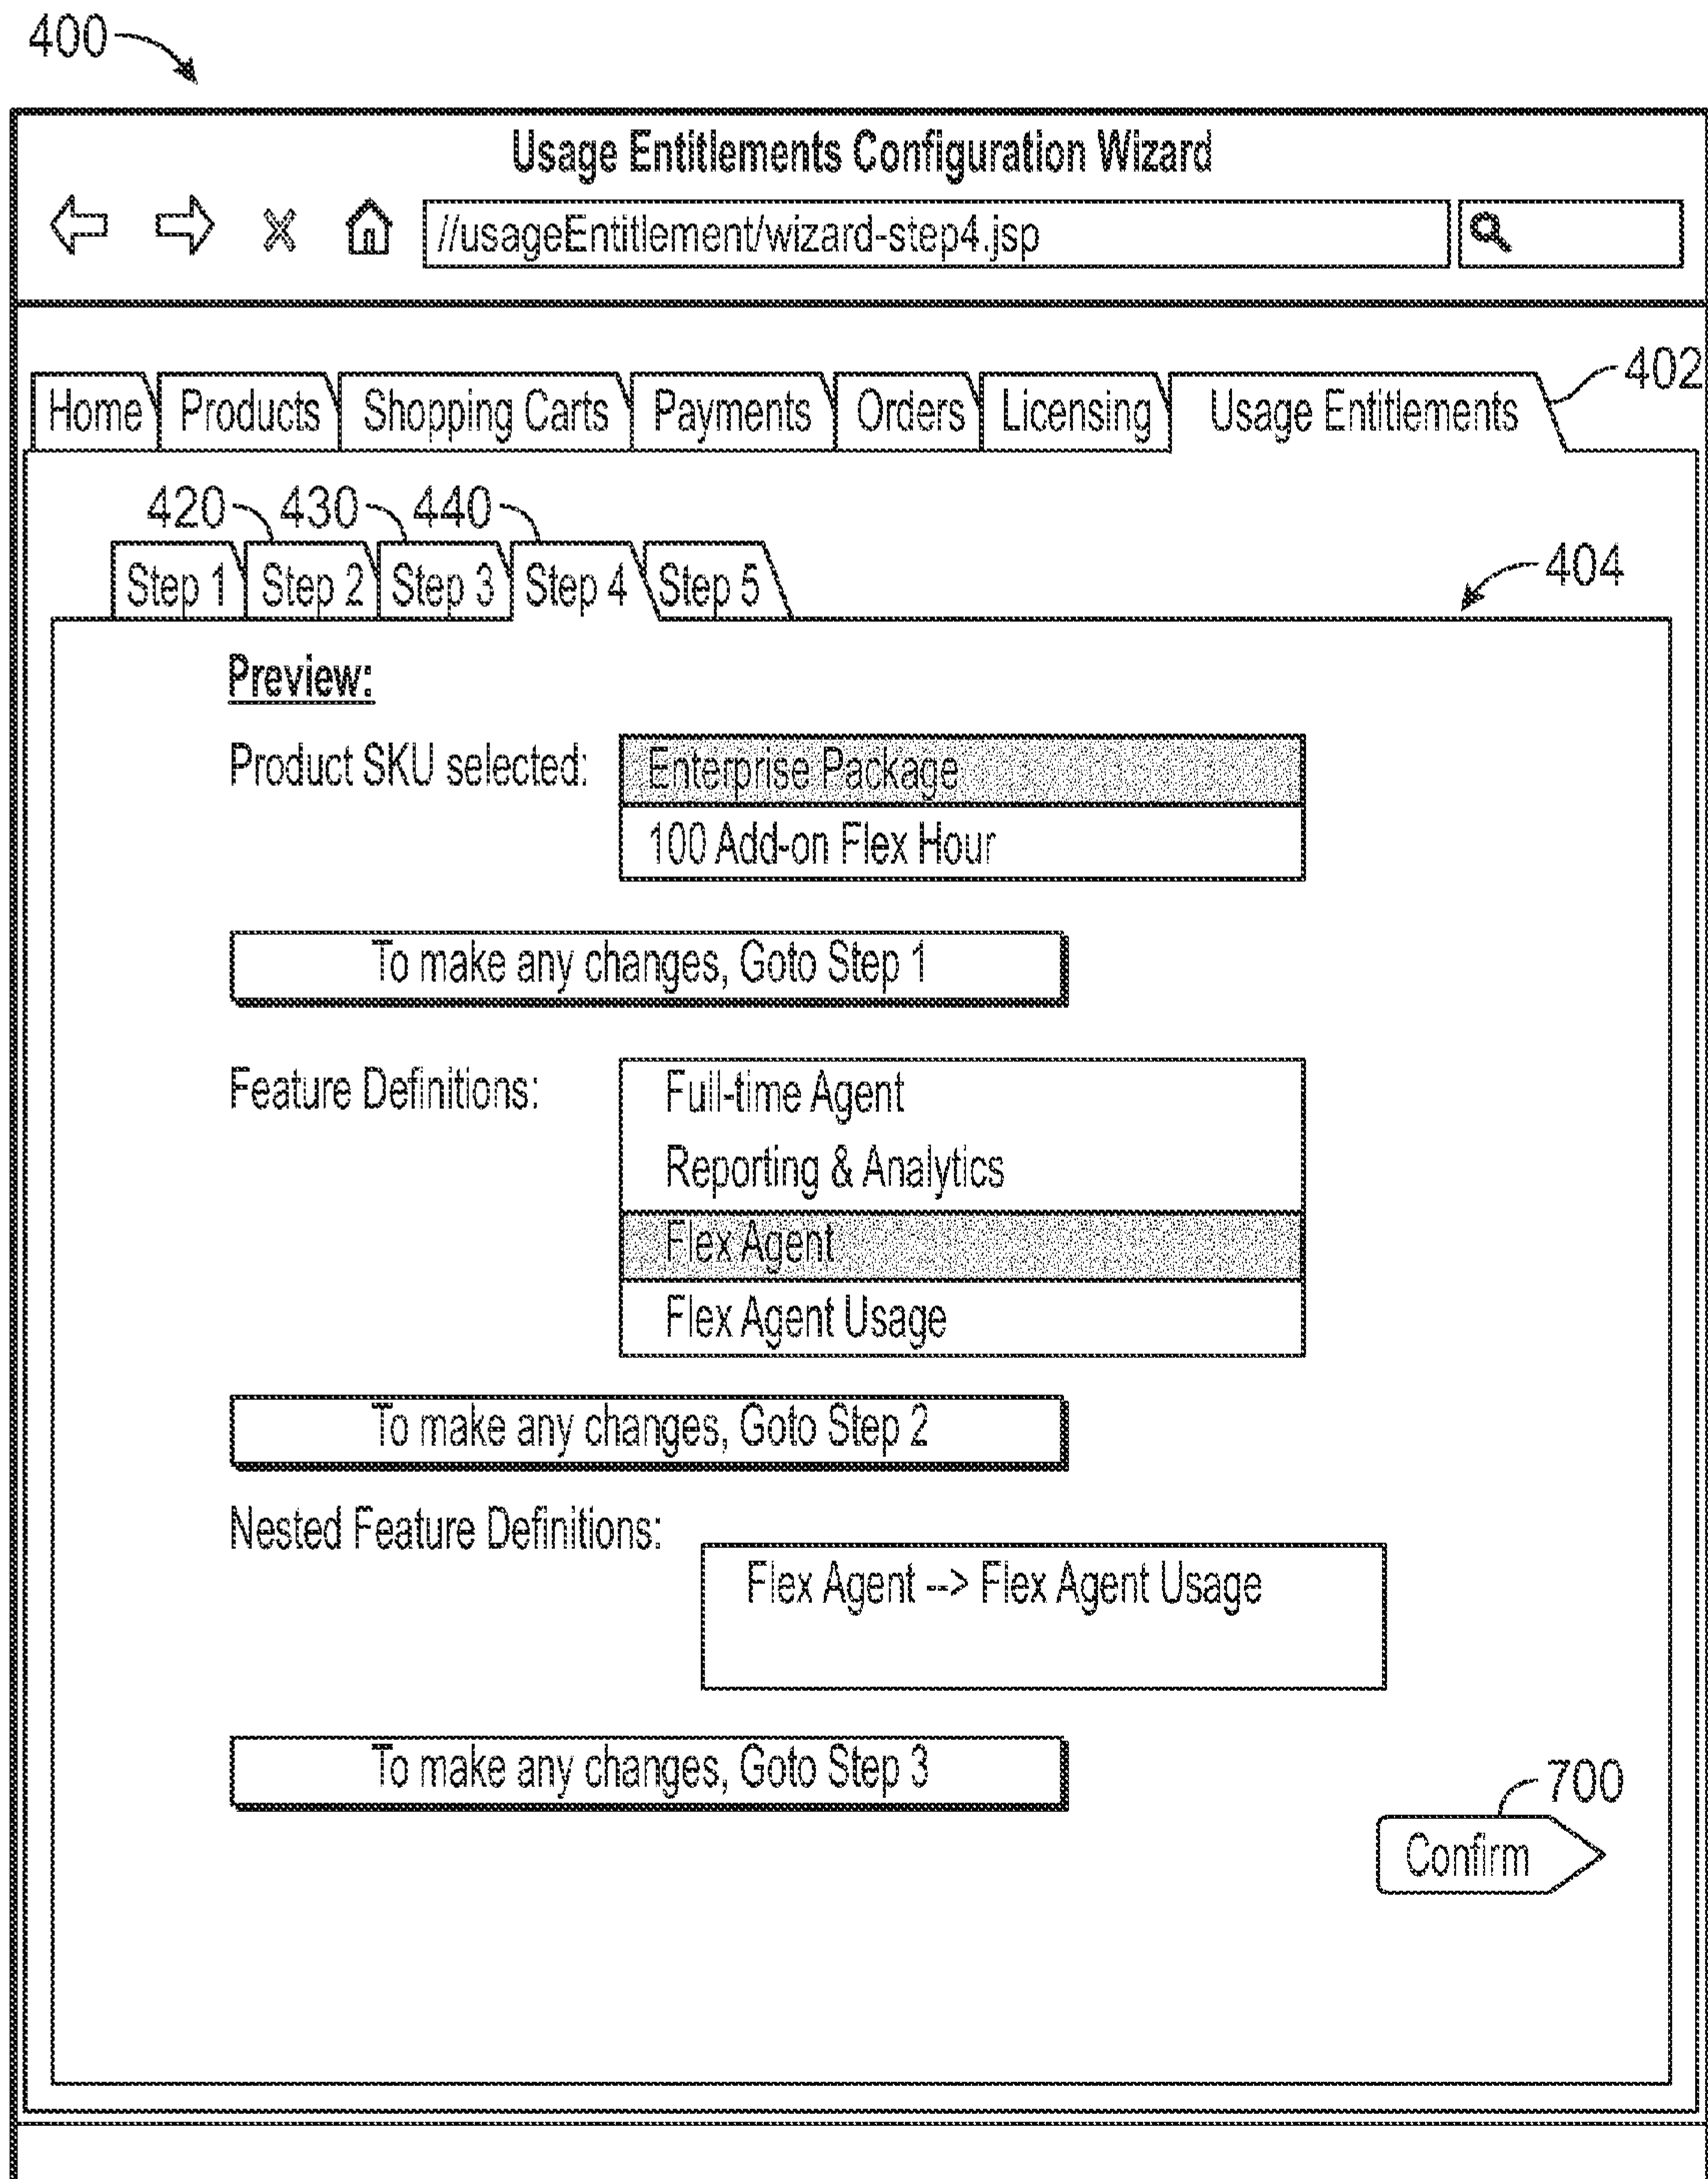 400
Usage Entitlements Configuration Wizard
//usageEntitlement/wizard-step4.jsp
402
Home Products Shopping Carts Payments Orders Licensing Usage Entitlements
420 430 440
404
Step 1 Step 2 Step 3 Step 4 Step 5
Preview:
Product SKU selected: Enterprise Package
100 Add-on Flex Hour
To make any changes, Goto Step 1
Feature Definitions: Full-time Agent
Reporting & Analytics
Flex Agent
Flex Agent Usage
To make any changes, Goto Step 2
Nested Feature Definitions:
Flex Agent --> Flex Agent Usage
To make any changes, Goto Step 3
700
Confirm